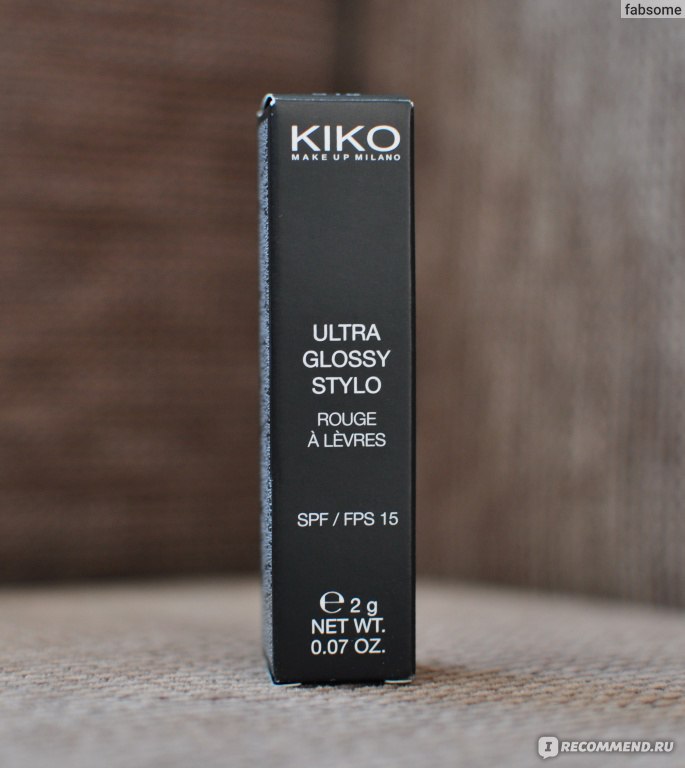 fabsome
KIKO
MAKE UP MILANO
ULTRA
GLOSSY
STYLO
ROUGE
À LÈVRES
SPF / FPS 15
℮ 2 g
NET WT.
0.07 OZ.
IRECOMMEND.RU